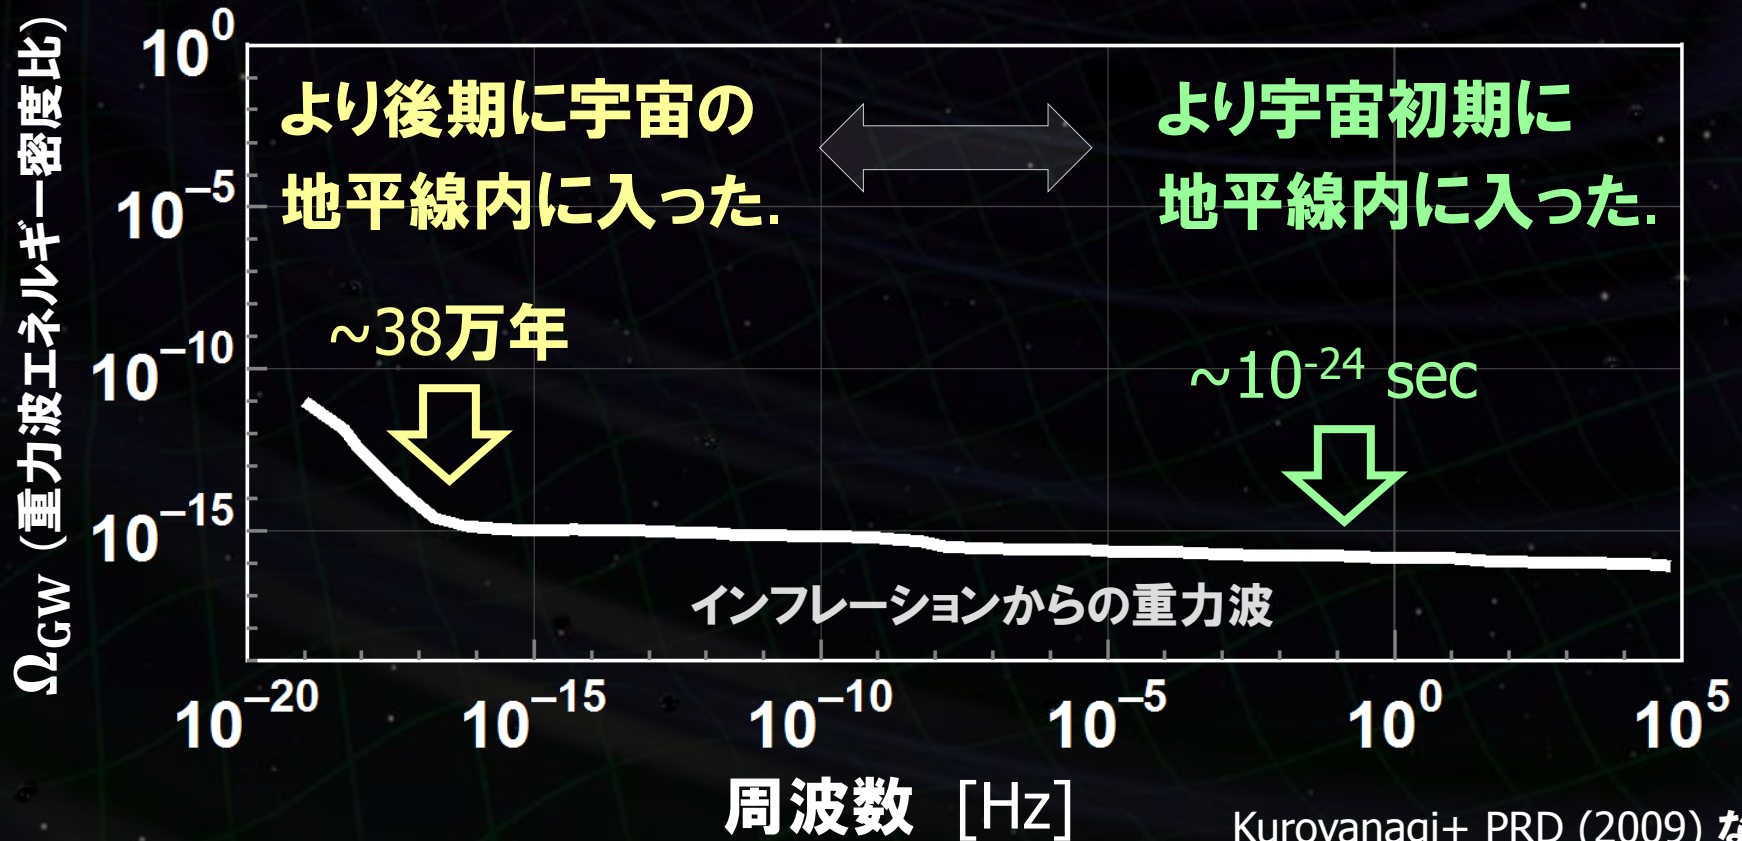 Ω_GW (重力波エネルギー密度比)
10^0
10^–5
10^–10
10^–15
より後期に宇宙の
地平線内に入った.
より宇宙初期に
地平線内に入った.
~38万年
~10^-24 sec
インフレーションからの重力波
10^–20
10^–15
10^–10
10^–5
10^0
10^5
周波数 [Hz]
Kuroyanagi+ PRD (2009)